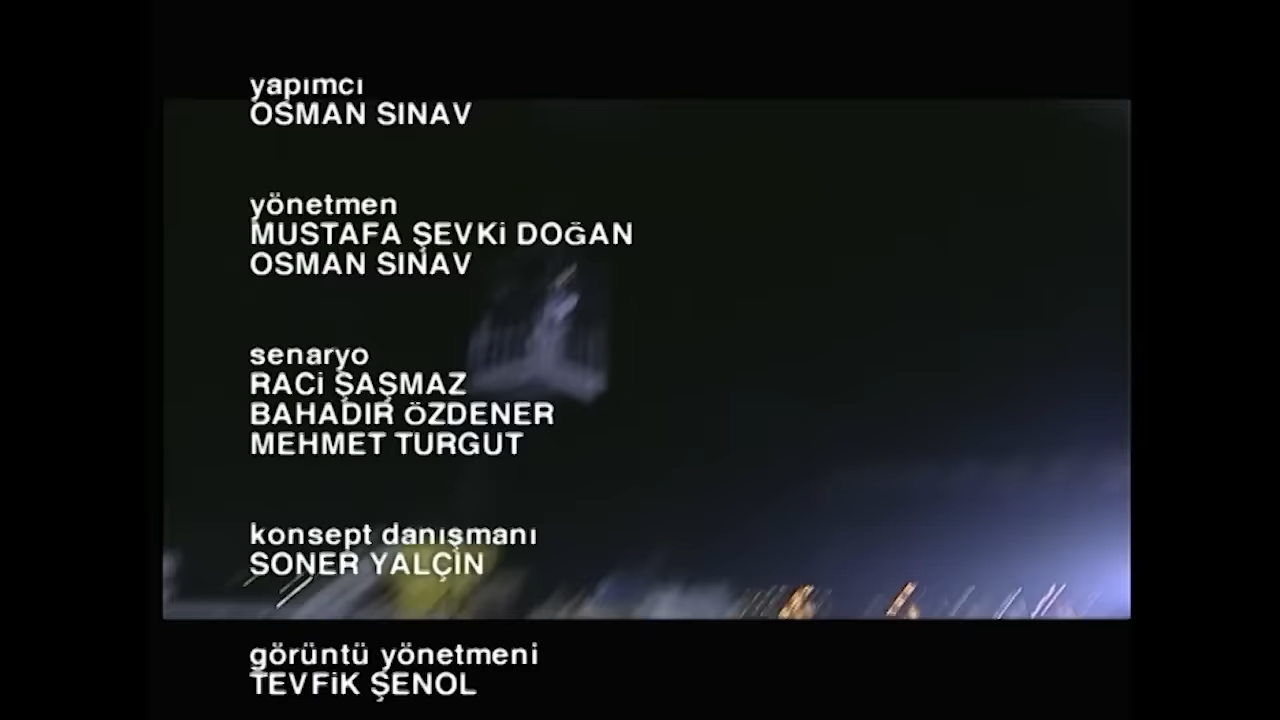 yapımcı
OSMAN SINAV
yönetmen
MUSTAFA ŞEVKİ DOĞAN
OSMAN SINAV
senaryo
RACİ ŞAŞMAZ
BAHADIR ÖZDENER
MEHMET TURGUT
konsept danışmanı
SONER YALÇIN
görüntü yönetmeni
TEVFİK ŞENOL